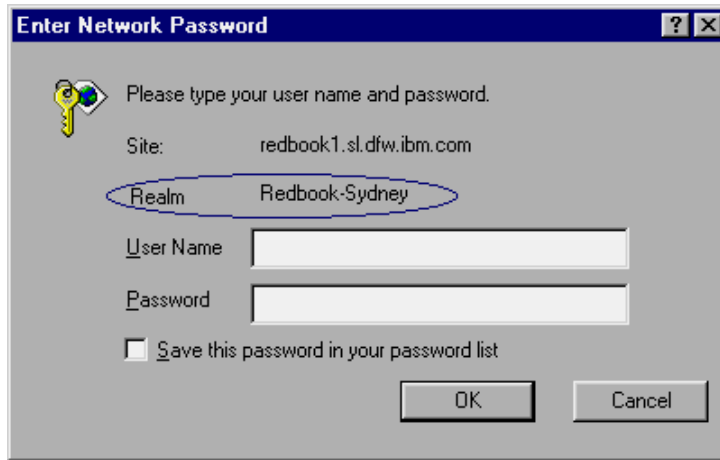 Enter Network Password
Please type your user name and password.
Site: redbook1.sl.dfw.ibm.com
Realm Redbook-Sydney
User Name
Password
Save this password in your password list
OK Cancel